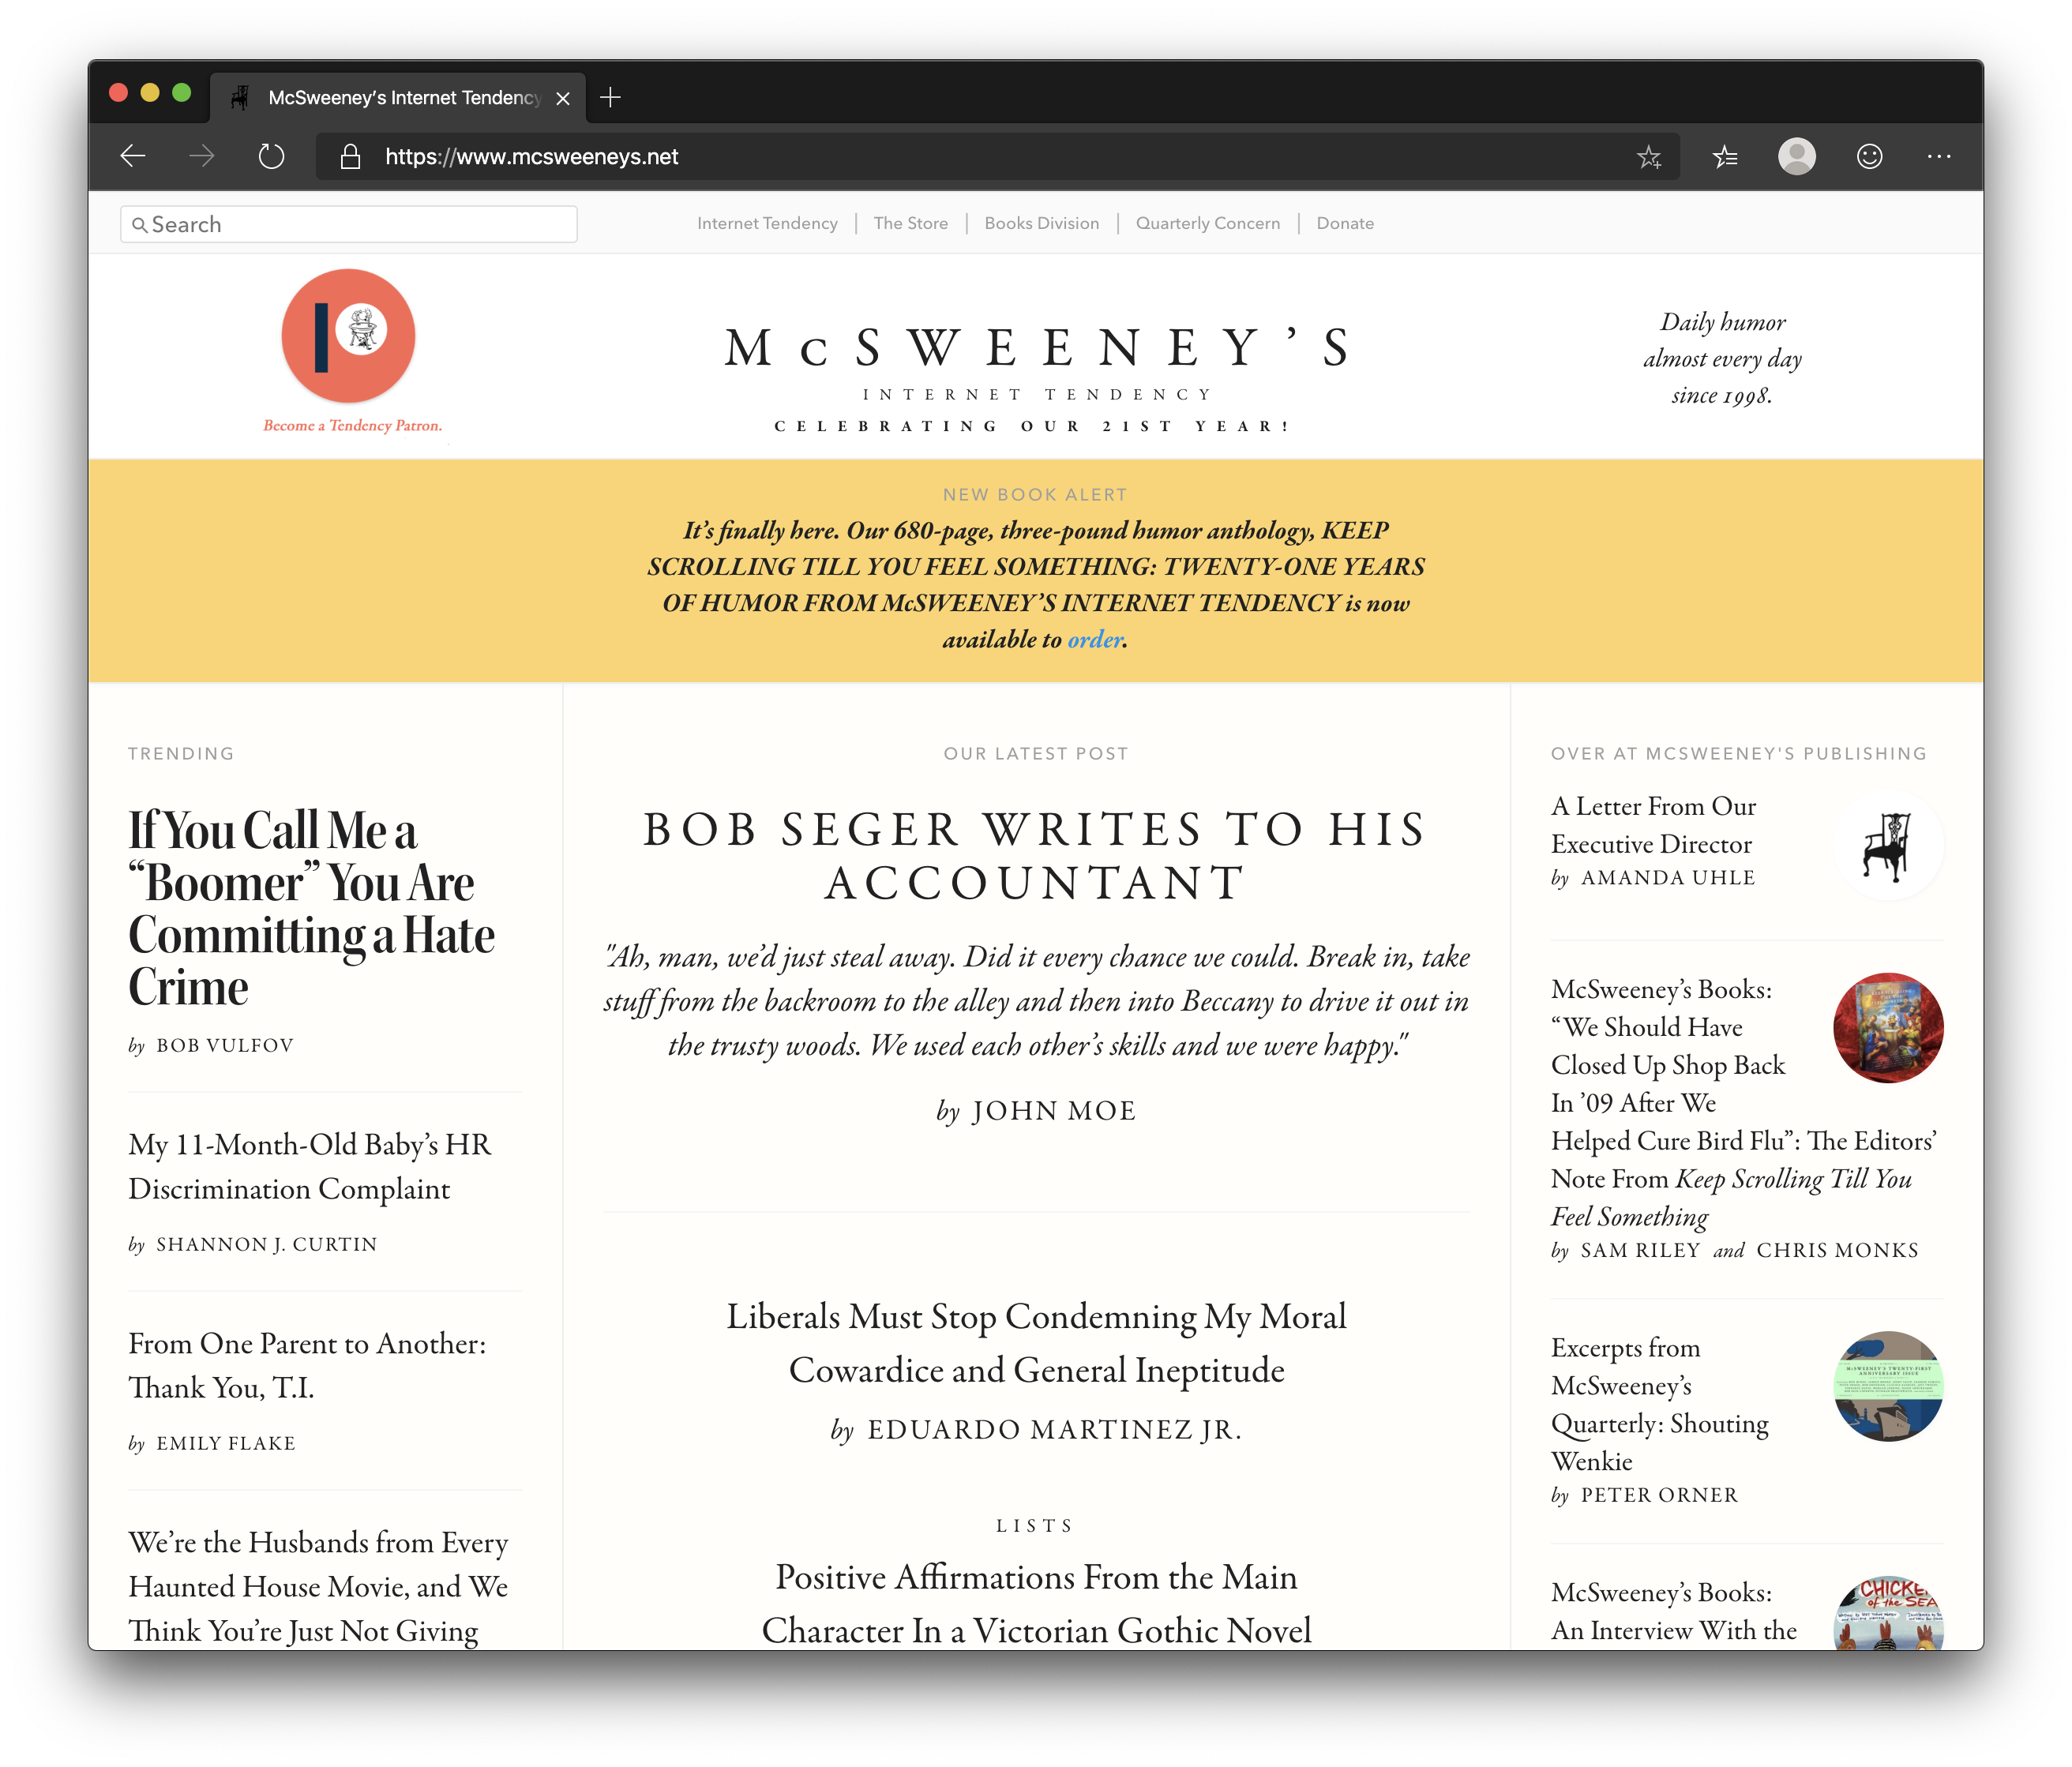 McSweeney’s Internet Tendency
https://www.mcsweeneys.net
Search
Internet Tendency | The Store | Books Division | Quarterly Concern | Donate
Become a Tendency Patron.
McSWEENEY’S
INTERNET TENDENCY
CELEBRATING OUR 21ST YEAR!
Daily humor
almost every day
since 1998.
NEW BOOK ALERT
It’s finally here. Our 680-page, three-pound humor anthology, KEEP
SCROLLING TILL YOU FEEL SOMETHING: TWENTY-ONE YEARS
OF HUMOR FROM McSWEENEY’S INTERNET TENDENCY is now
available to order.
TRENDING
If You Call Me a
“Boomer” You Are
Committing a Hate
Crime
by BOB VULFOV
My 11-Month-Old Baby’s HR
Discrimination Complaint
by SHANNON J. CURTIN
From One Parent to Another:
Thank You, T.I.
by EMILY FLAKE
We’re the Husbands from Every
Haunted House Movie, and We
Think You’re Just Not Giving
OUR LATEST POST
BOB SEGER WRITES TO HIS
ACCOUNTANT
"Ah, man, we’d just steal away. Did it every chance we could. Break in, take
stuff from the backroom to the alley and then into Beccany to drive it out in
the trusty woods. We used each other’s skills and we were happy."
by JOHN MOE
Liberals Must Stop Condemning My Moral
Cowardice and General Ineptitude
by EDUARDO MARTINEZ JR.
LISTS
Positive Affirmations From the Main
Character In a Victorian Gothic Novel
OVER AT MCSWEENEY'S PUBLISHING
A Letter From Our
Executive Director
by AMANDA UHLE
McSweeney’s Books:
“We Should Have
Closed Up Shop Back
In ’09 After We
Helped Cure Bird Flu”: The Editors’
Note From Keep Scrolling Till You
Feel Something
by SAM RILEY and CHRIS MONKS
Excerpts from
McSweeney’s
Quarterly: Shouting
Wenkie
by PETER ORNER
McSWEENEY’S TWENTY-FIRST
ANNIVERSARY ISSUE
McSweeney’s Books:
An Interview With the
CHICKEN
of the SEA